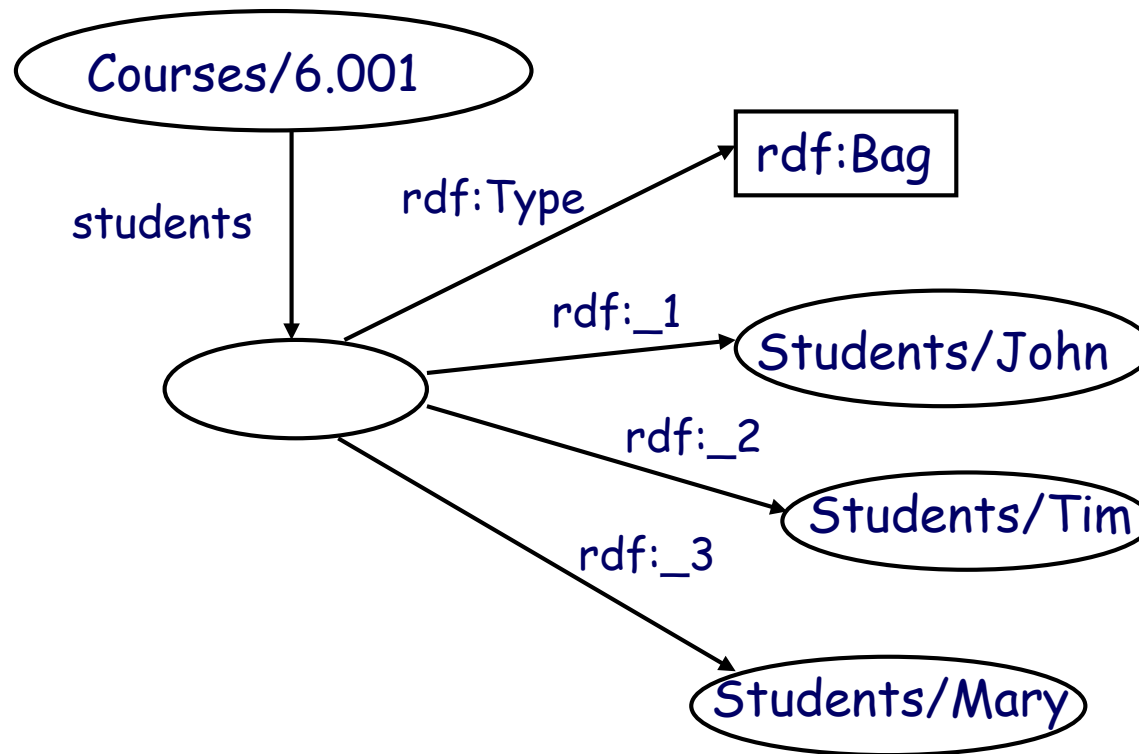 Courses/6.001
rdf:Bag
rdf:Type
students
rdf:_1
Students/John
rdf:_2
Students/Tim
rdf:_3
Students/Mary